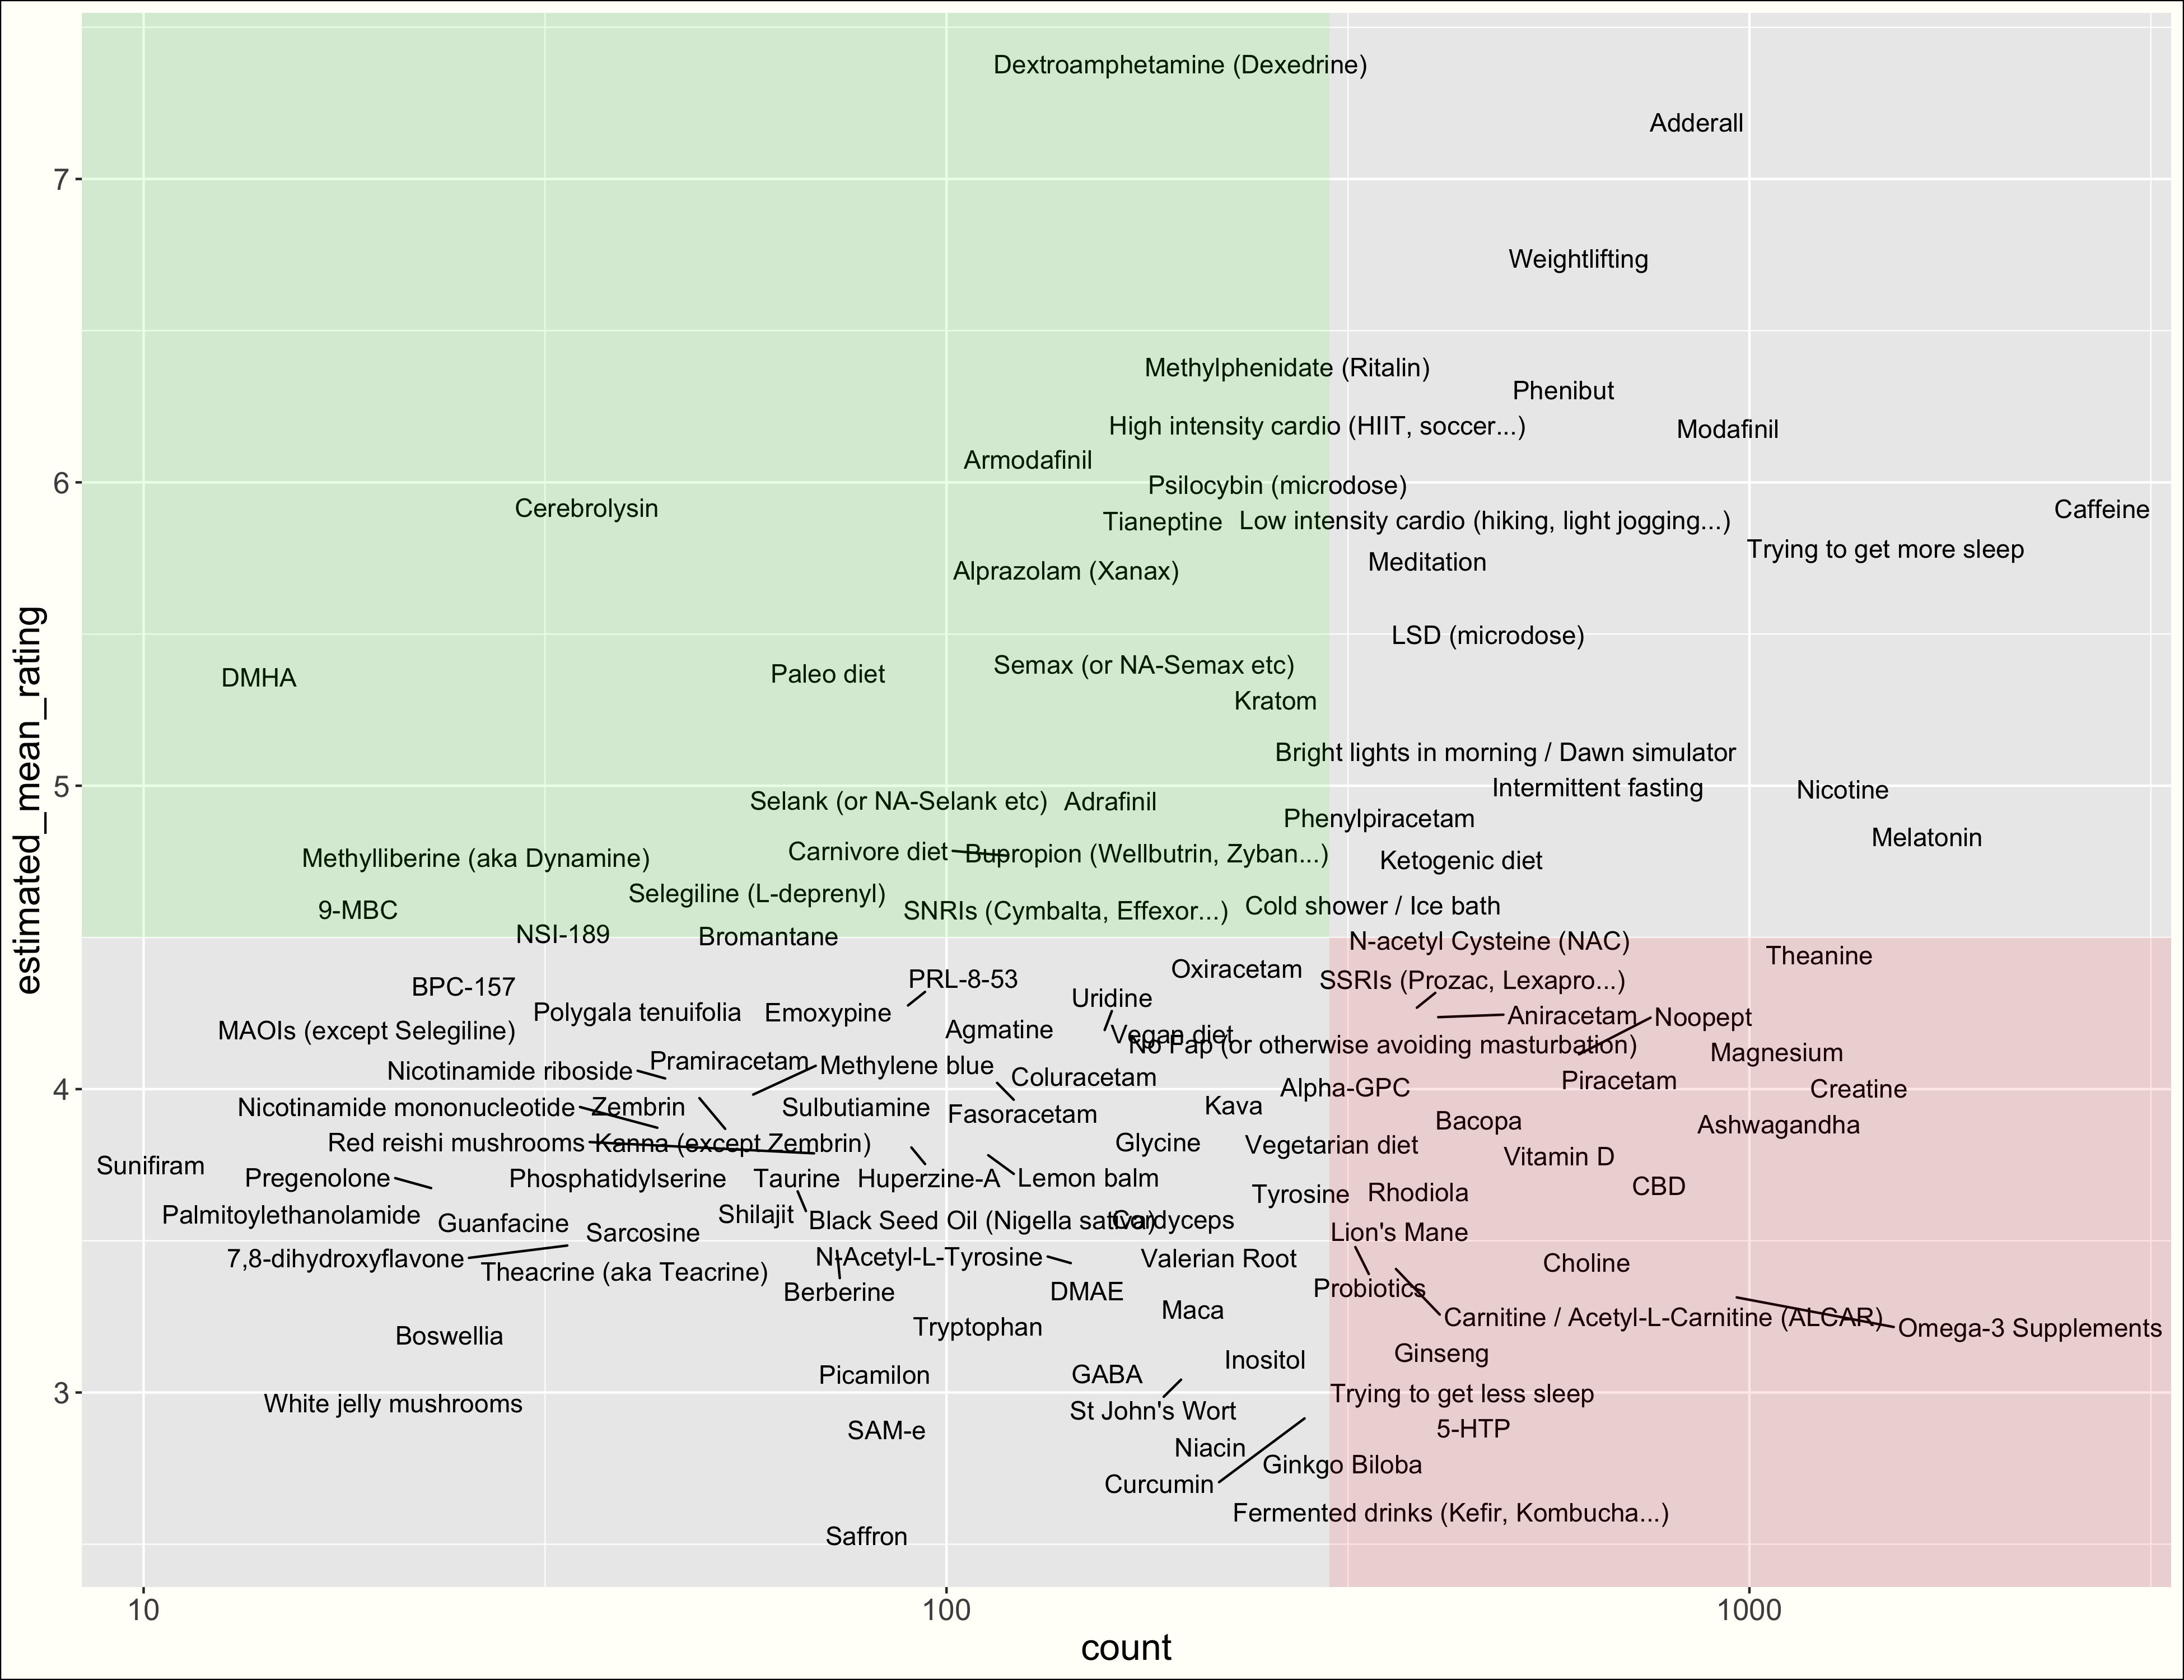 Dextroamphetamine (Dexedrine)
Adderall
7
Weightlifting
Methylphenidate (Ritalin)
Phenibut
High intensity cardio (HIIT, soccer...)
Modafinil
Armodafinil
6
Psilocybin (microdose)
Cerebrolysin
Caffeine
Tianeptine
Low intensity cardio (hiking, light jogging...)
Trying to get more sleep
Meditation
Alprazolam (Xanax)
LSD (microdose)
Semax (or NA-Semax etc)
DMHA
Paleo diet
Kratom
Bright lights in morning / Dawn simulator
5
Intermittent fasting
Nicotine
Selank (or NA-Selank etc)
Adrafinil
Phenylpiracetam
Melatonin
Methylliberine (aka Dynamine)
Carnivore diet
Bupropion (Wellbutrin, Zyban...)
Ketogenic diet
Selegiline (L-deprenyl)
9-MBC
SNRIs (Cymbalta, Effexor...)
Cold shower / Ice bath
NSI-189
Bromantane
N-acetyl Cysteine (NAC)
Theanine
Oxiracetam
PRL-8-53
SSRIs (Prozac, Lexapro...)
BPC-157
Uridine
Polygala tenuifolia
Emoxypine
Aniracetam
Noopept
MAOIs (except Selegiline)
Agmatine
Vegan diet
No Fap (or otherwise avoiding masturbation)
Magnesium
Pramiracetam
Methylene blue
Nicotinamide riboside
Coluracetam
Piracetam
4
Alpha-GPC
Creatine
Nicotinamide mononucleotide
Zembrin
Sulbutiamine
Fasoracetam
Kava
Bacopa
Ashwagandha
Red reishi mushrooms
Kanna (except Zembrin)
Glycine
Vegetarian diet
Vitamin D
Sunifiram
Pregenolone
Phosphatidylserine
Taurine
Huperzine-A
Lemon balm
CBD
Tyrosine
Rhodiola
Palmitoylethanolamide
Guanfacine
Shilajit
Black Seed Oil (Nigella sativa)
Cordyceps
Sarcosine
Lion's Mane
7,8-dihydroxyflavone
N-Acetyl-L-Tyrosine
Valerian Root
Choline
Theacrine (aka Teacrine)
Berberine
DMAE
Probiotics
Maca
Carnitine / Acetyl-L-Carnitine (ALCAR)
Omega-3 Supplements
Boswellia
Tryptophan
Inositol
Ginseng
Picamilon
GABA
3
Trying to get less sleep
White jelly mushrooms
St John's Wort
SAM-e
5-HTP
Niacin
Ginkgo Biloba
Curcumin
Fermented drinks (Kefir, Kombucha...)
Saffron
10
100
1000
count
estimated_mean_rating